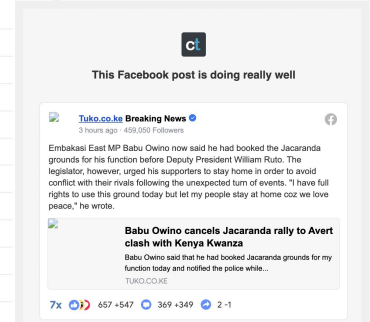 ct
This Facebook post is doing really well
Tuko.co.ke Breaking News
3 hours ago · 459,050 Followers
Embakasi East MP Babu Owino now said he had booked the Jacaranda
grounds for his function before Deputy President William Ruto. The
legislator, however, urged his supporters to stay home in order to avoid
conflict with their rivals following the unexpected turn of events. "I have full
rights to use this ground today but let my people stay at home coz we love
peace," he wrote.
Babu Owino cancels Jacaranda rally to Avert
clash with Kenya Kwanza
Babu Owino said that he had booked Jacaranda grounds for my
function today and notified the police while...
TUKO.CO.KE
7x 657 +547 369 +349 2 -1